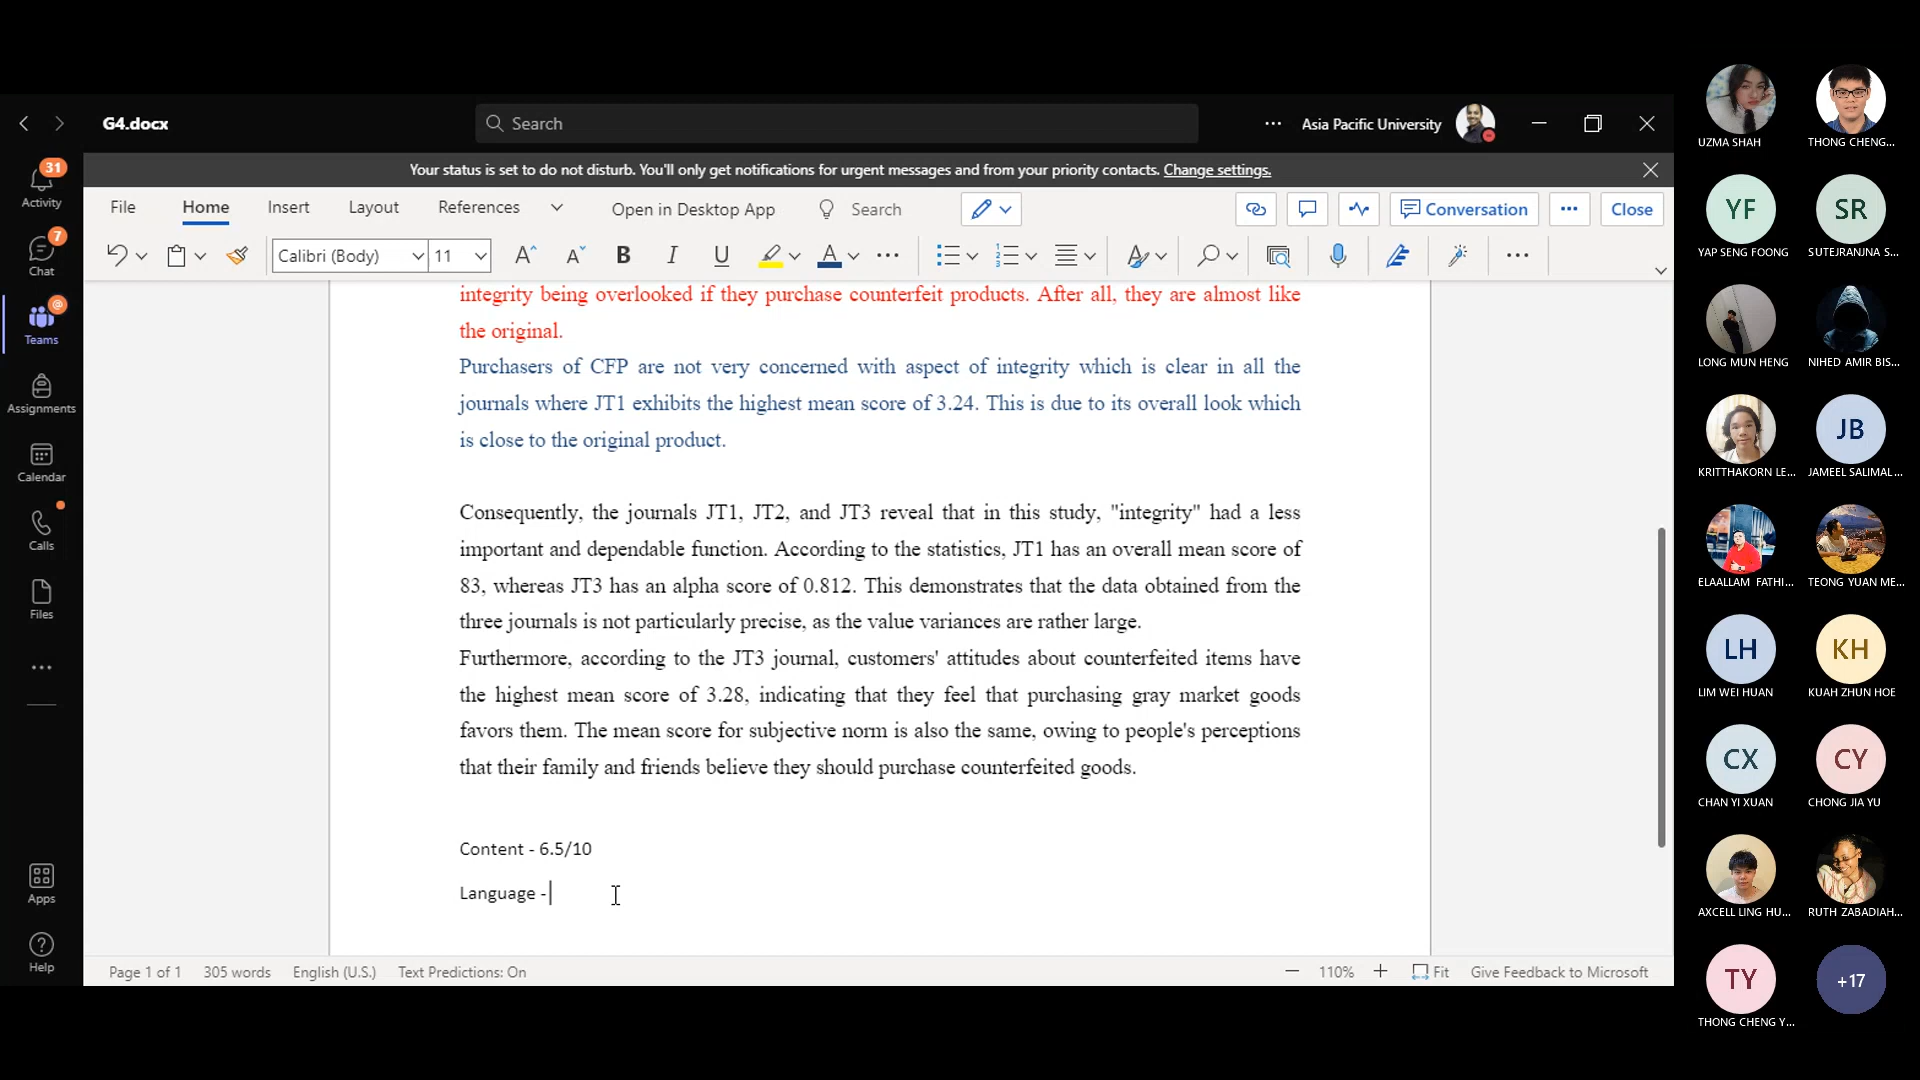 G4.docx
Search
Asia Pacific University
Your status is set to do not disturb. You'll only get notifications for urgent messages and from your priority contacts. Change settings.
File Home Insert Layout References Open in Desktop App Search Conversation Close
Calibri (Body) 11
31
Activity
7
Chat
Teams
Assignments
Calendar
Calls
Files
Apps
Help
integrity being overlooked if they purchase counterfeit products. After all, they are almost like
the original.
Purchasers of CFP are not very concerned with aspect of integrity which is clear in all the
journals where JT1 exhibits the highest mean score of 3.24. This is due to its overall look which
is close to the original product.
Consequently, the journals JT1, JT2, and JT3 reveal that in this study, "integrity" had a less
important and dependable function. According to the statistics, JT1 has an overall mean score of
83, whereas JT3 has an alpha score of 0.812. This demonstrates that the data obtained from the
three journals is not particularly precise, as the value variances are rather large.
Furthermore, according to the JT3 journal, customers' attitudes about counterfeited items have
the highest mean score of 3.28, indicating that they feel that purchasing gray market goods
favors them. The mean score for subjective norm is also the same, owing to people's perceptions
that their family and friends believe they should purchase counterfeited goods.
Content - 6.5/10
Language -
Page 1 of 1 305 words English (U.S.) Text Predictions: On 110% Fit Give Feedback to Microsoft
UZMA SHAH THONG CHENG...
YF SR
YAP SENG FOONG SUTEJRANJNA S...
LONG MUN HENG NIHED AMIR BIS...
JB
KRITTHAKORN LE... JAMEEL SALIMAL...
ELAALLAM FATHI... TEONG YUAN ME...
LH KH
LIM WEI HUAN KUAH ZHUN HOE
CX CY
CHAN YI XUAN CHONG JIA YU
AXCELL LING HU... RUTH ZABADIAH...
TY +17
THONG CHENG Y...